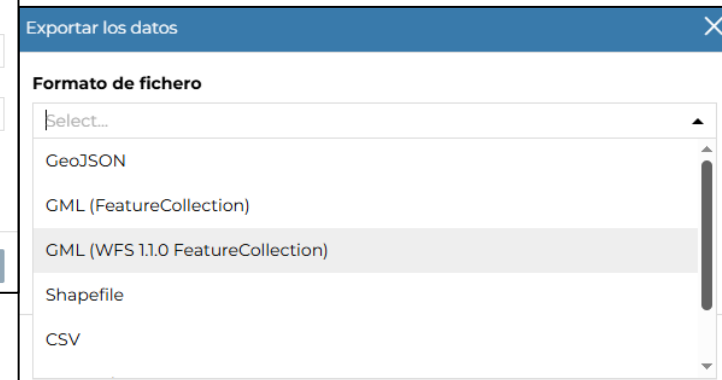 Exportar los datos
Formato de fichero
Select...
GeoJSON
GML (FeatureCollection)
GML (WFS 1.1.0 FeatureCollection)
Shapefile
CSV